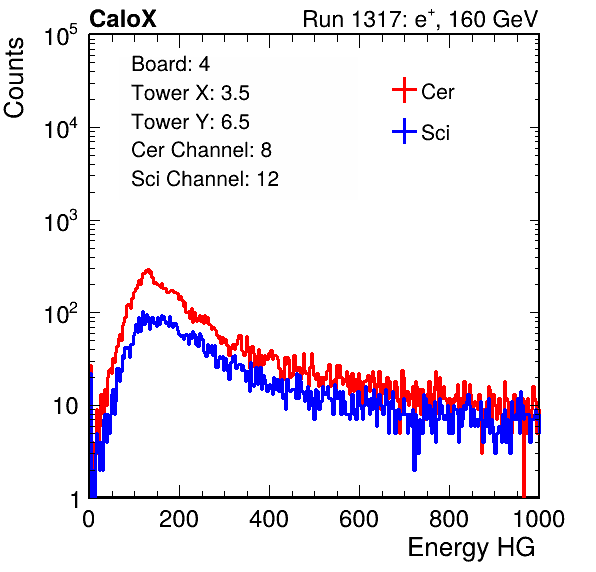 CaloX Run 1317: e⁺, 160 GeV
Counts
Board: 4
Tower X: 3.5
Tower Y: 6.5
Cer Channel: 8
Sci Channel: 12
Cer
Sci
10⁵
10⁴
10³
10²
10
1
0 200 400 600 800 1000
Energy HG